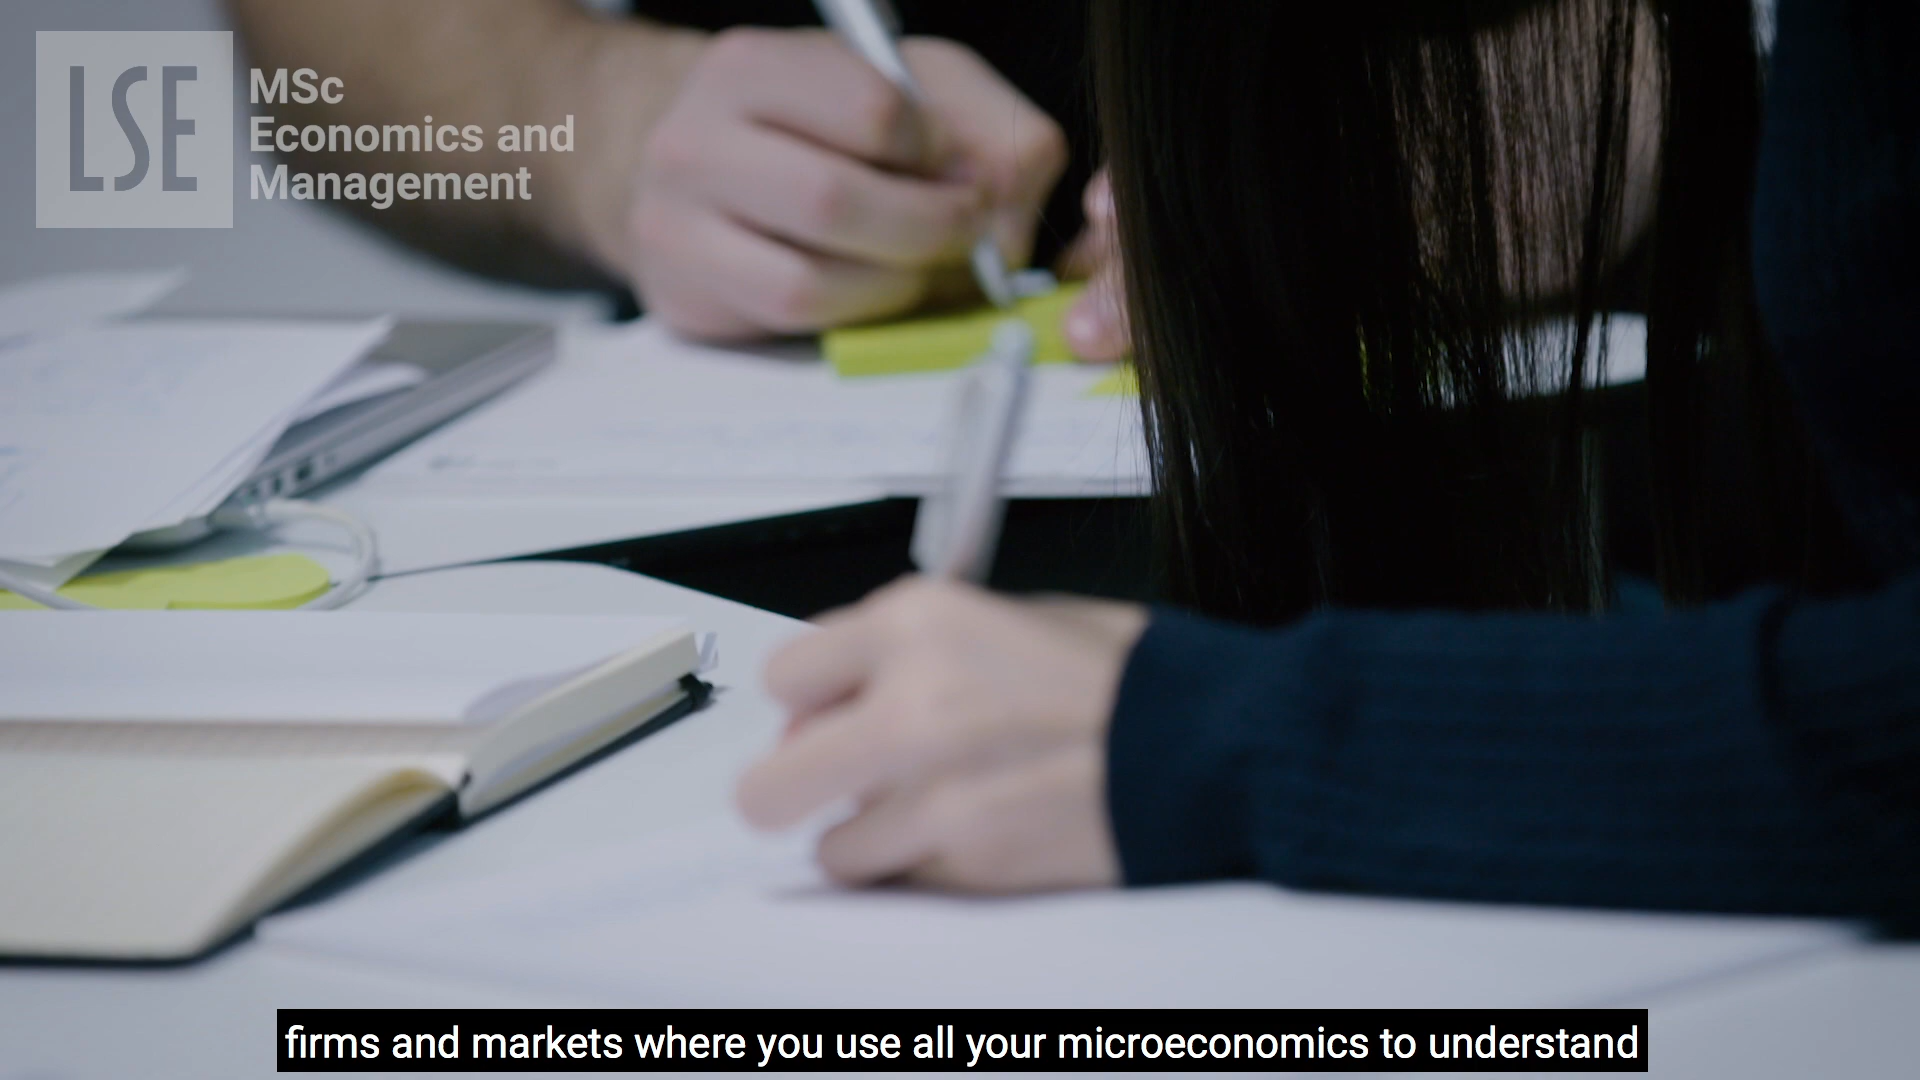 LSE
MSc
Economics and
Management
firms and markets where you use all your microeconomics to understand